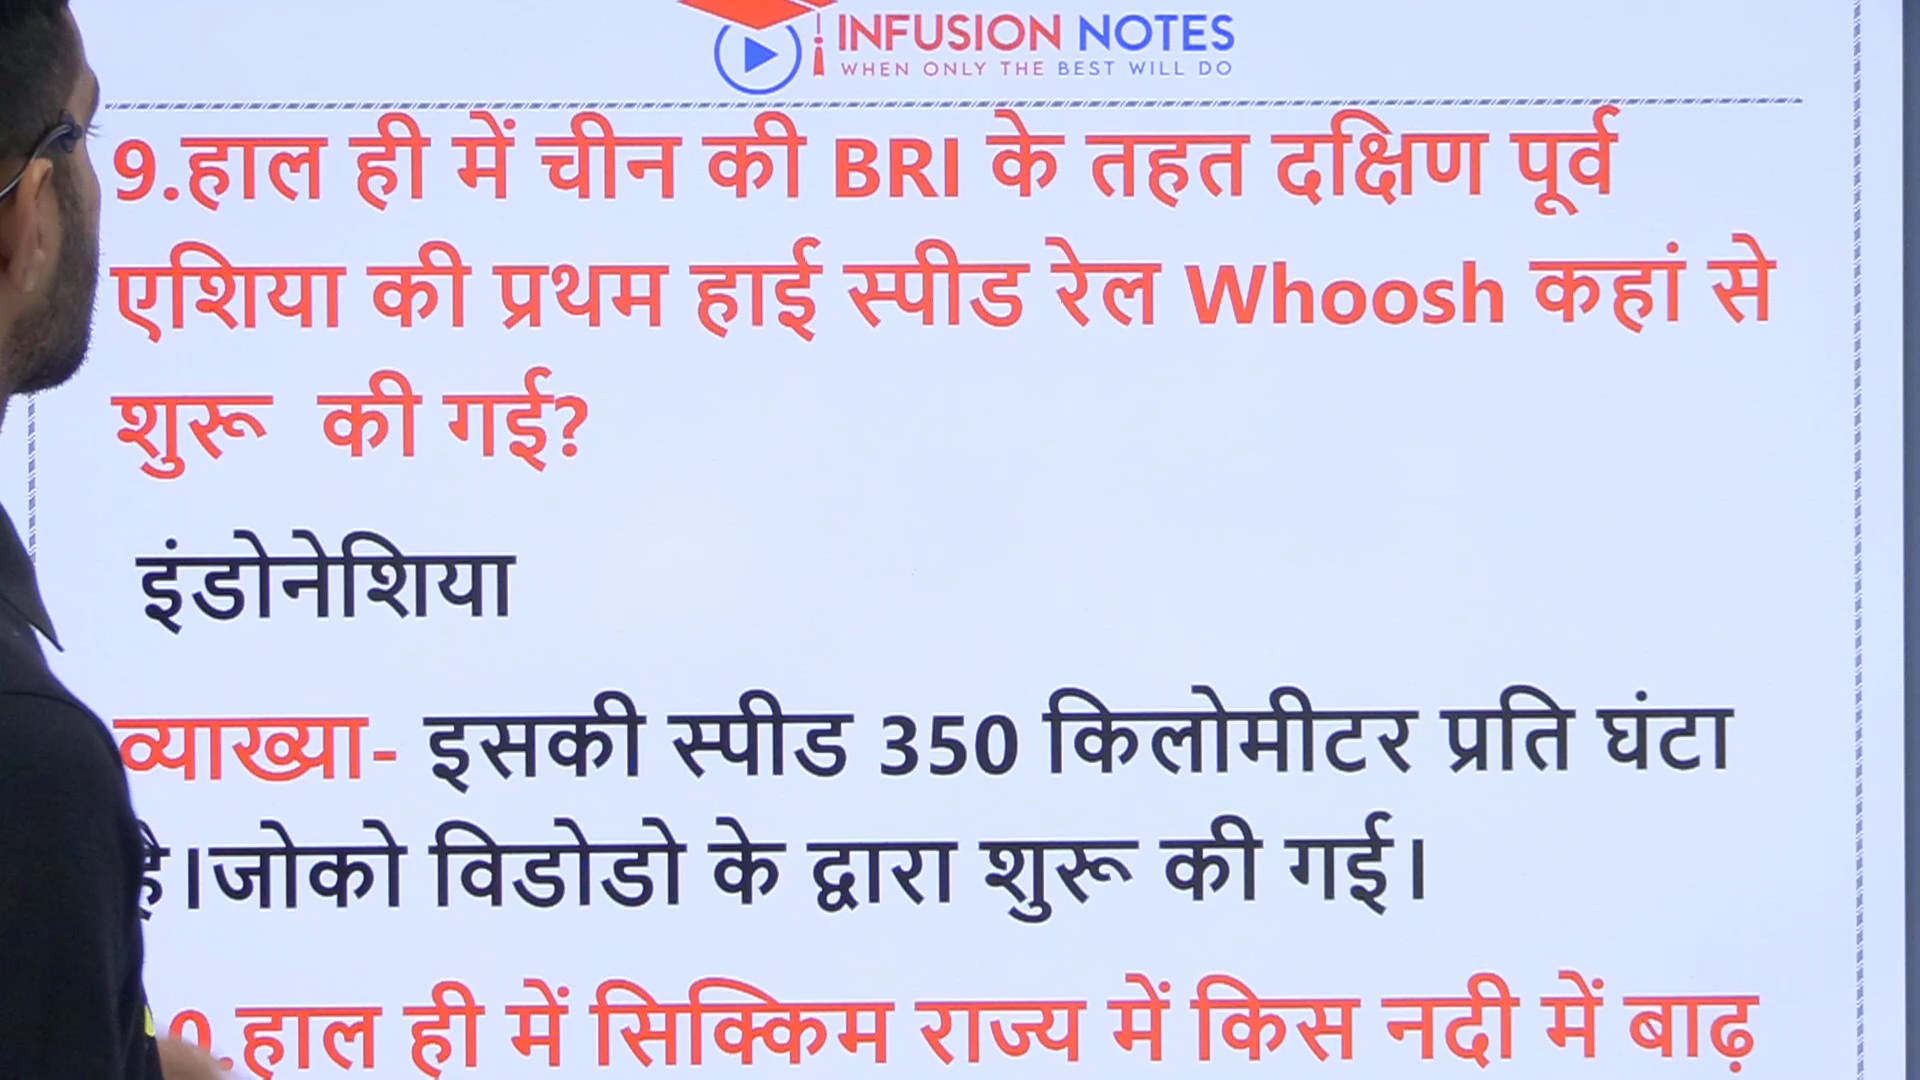 INFUSION NOTES
WHEN ONLY THE BEST WILL DO
9.हाल ही में चीन की BRI के तहत दक्षिण पूर्व
एशिया की प्रथम हाई स्पीड रेल Whoosh कहां से
शुरू की गई?
इंडोनेशिया
व्याख्या- इसकी स्पीड 350 किलोमीटर प्रति घंटा
है।जोको विडोडो के द्वारा शुरू की गई।
0.हाल ही में सिक्किम राज्य में किस नदी में बाढ़